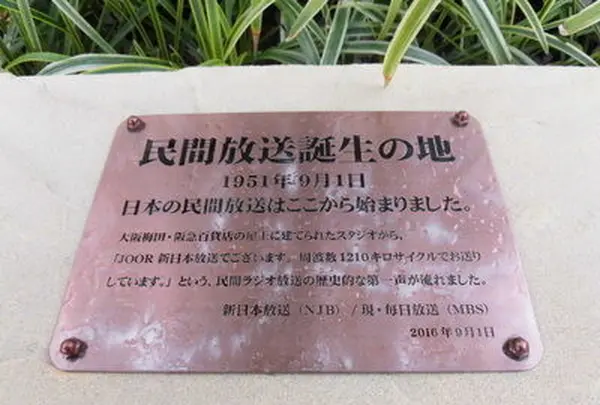 民間放送誕生の地
1951年9月1日
日本の民間放送はここから始まりました。
大阪梅田・阪急百貨店の屋上に建てられたスタジオから、
「JOOR 新日本放送でございます。周波数1210キロサイクルでお送り
しています。」という、民間ラジオ放送の歴史的な第一声が流れました。
新日本放送(NJB) / 現・毎日放送(MBS)
2016年9月1日